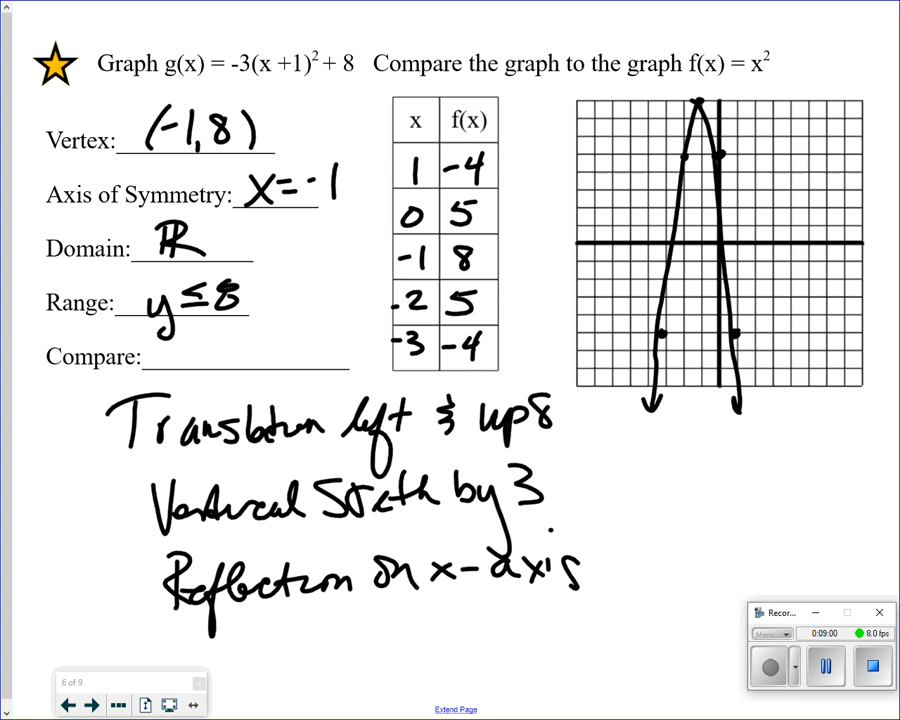 Graph g(x) = -3(x +1)² + 8   Compare the graph to the graph f(x) = x²
Vertex: (-1, 8)
Axis of Symmetry: x = -1
Domain: ℝ
Range: y ≤ 8
Compare:
x f(x)
1 -4
0 5
-1 8
-2 5
-3 -4
Translation left & up 8
Vertical Stretch by 3
Reflection on x-axis
Recor...
Menu
0:09:00
8.0 fps
6 of 9
Extend Page